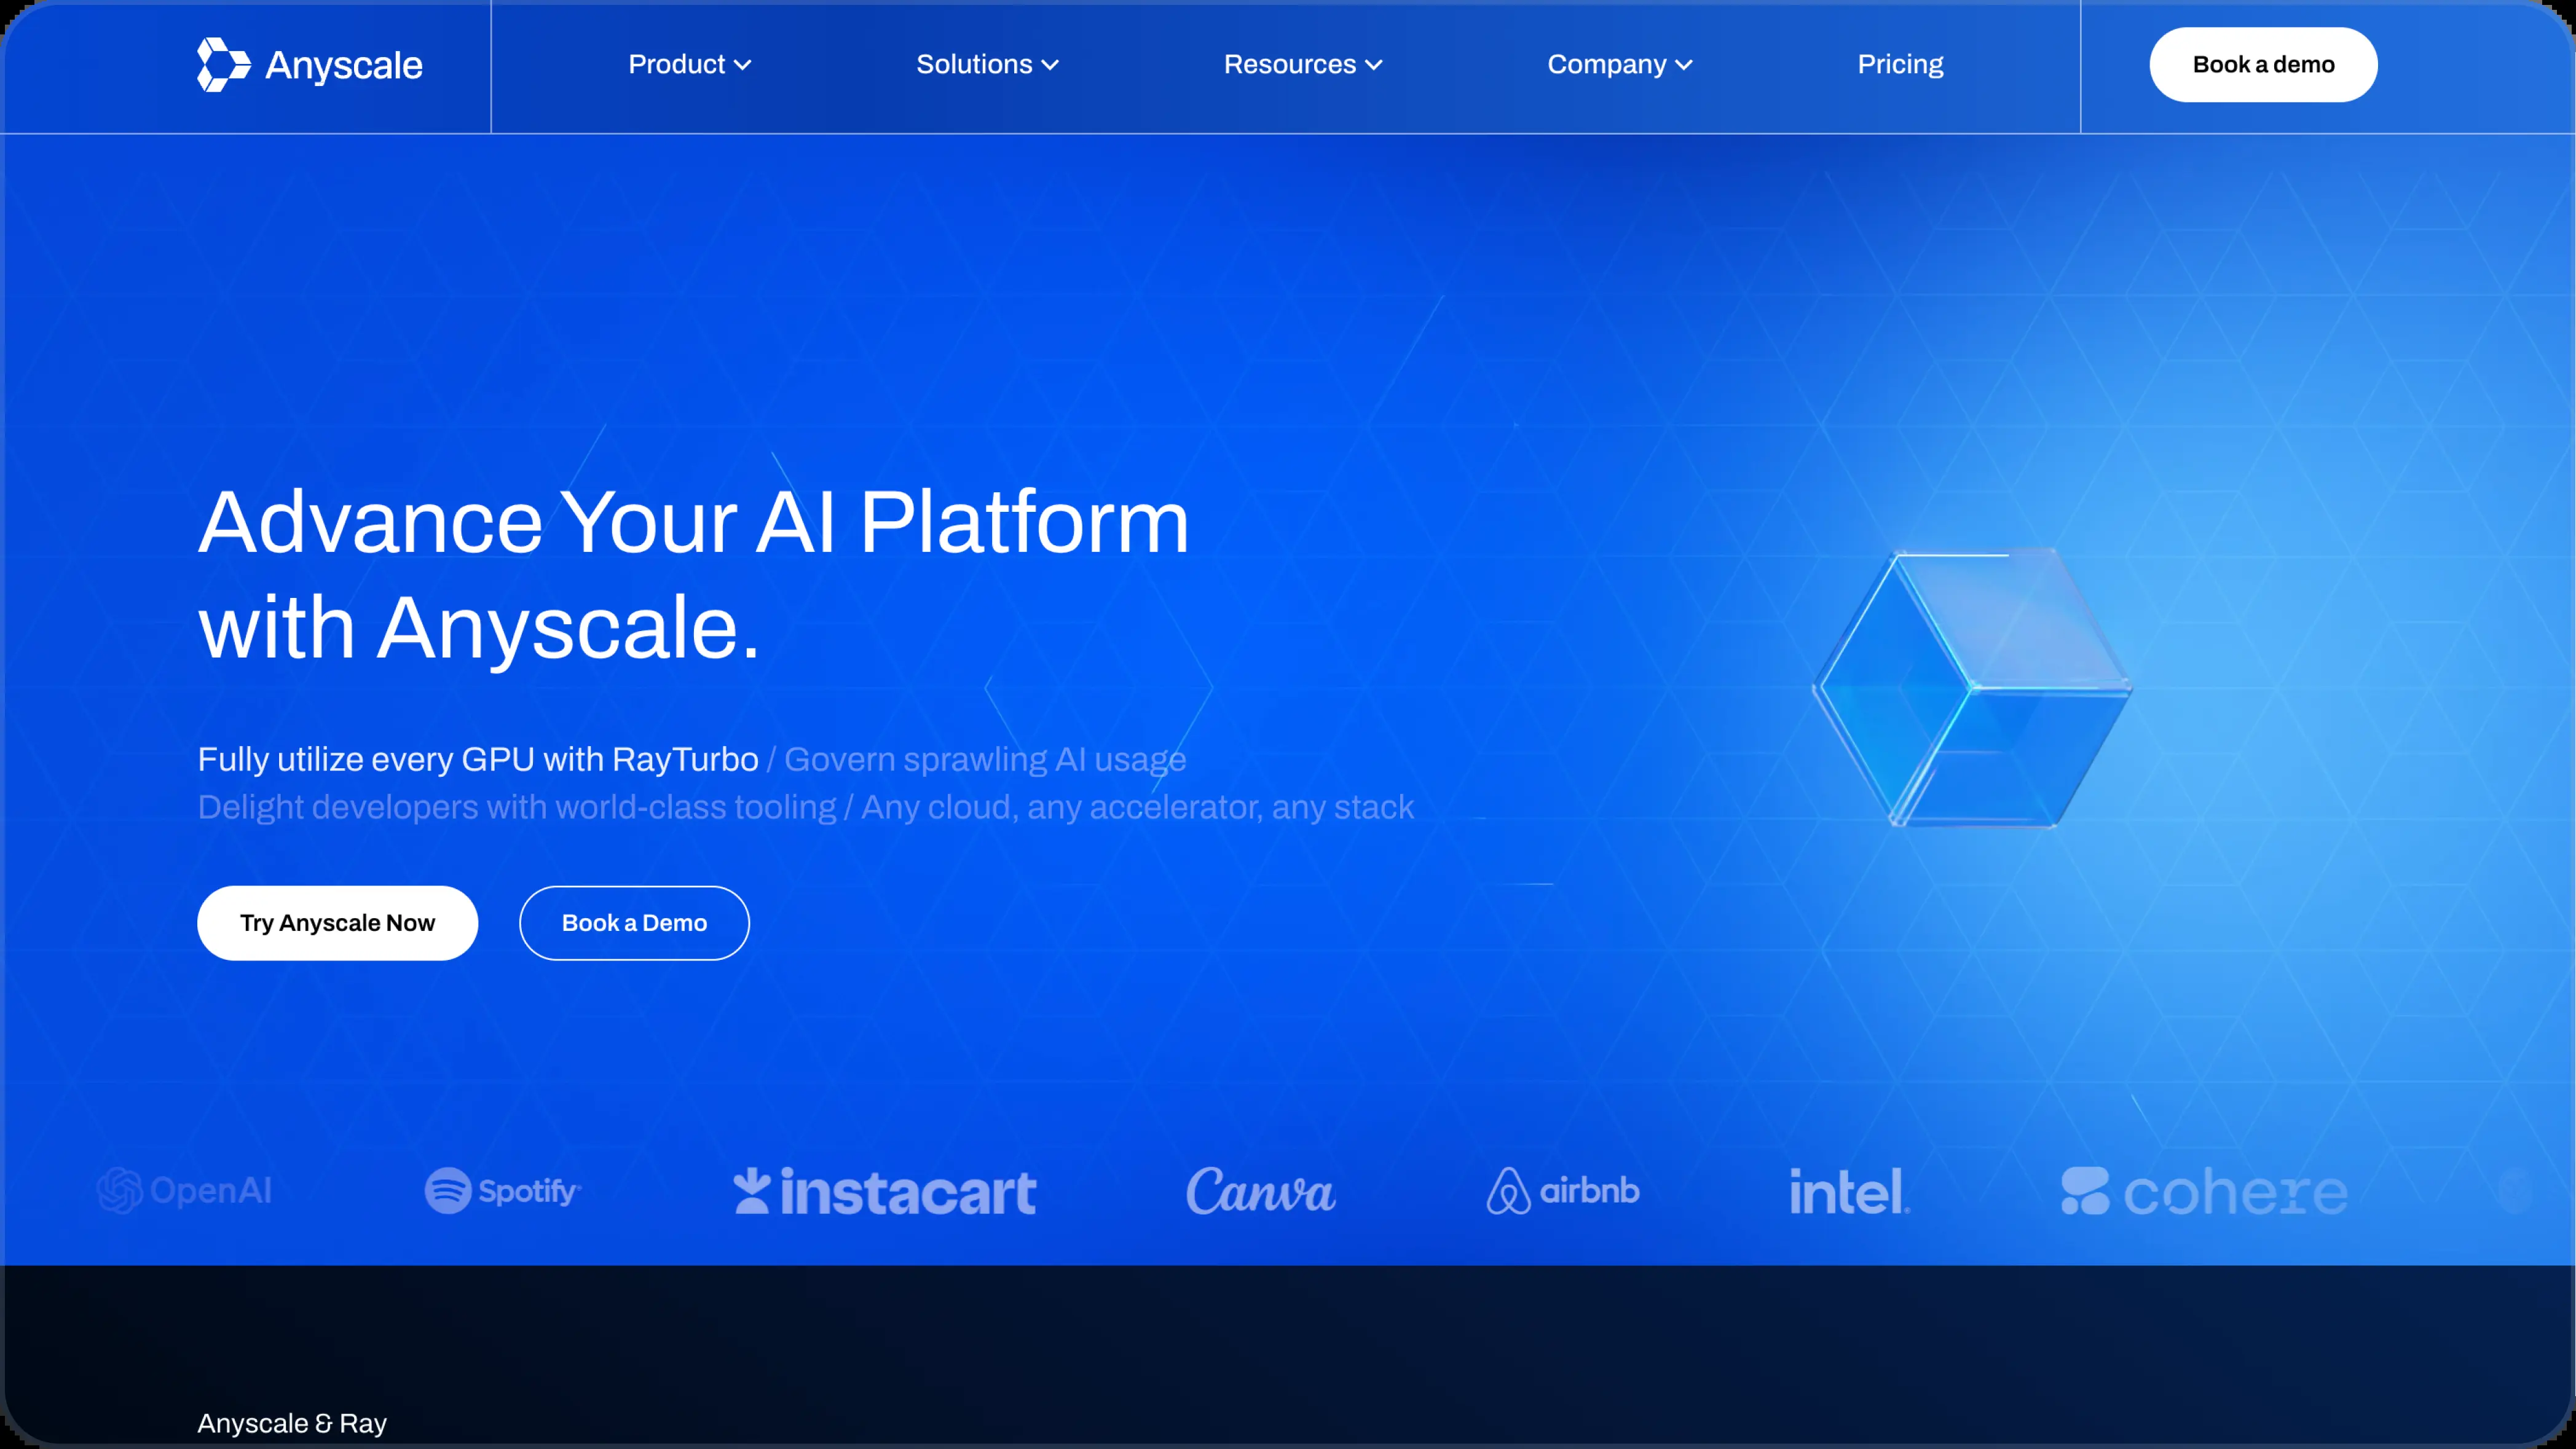 Anyscale
Product
Solutions
Resources
Company
Pricing
Book a demo
Advance Your AI Platform
with Anyscale.
Fully utilize every GPU with RayTurbo / Govern sprawling AI usage
Delight developers with world-class tooling / Any cloud, any accelerator, any stack
Try Anyscale Now
Book a Demo
OpenAI
Spotify
instacart
Canva
airbnb
intel.
cohere
Anyscale & Ray